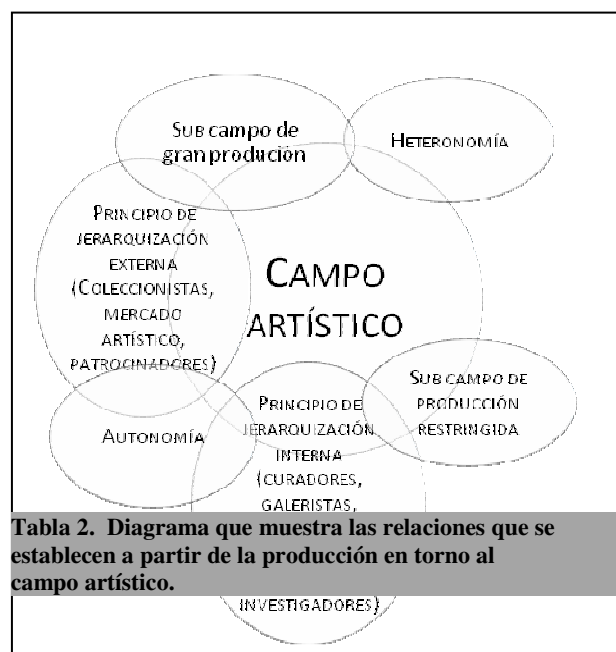 Sub campo de
gran produción
HETERONOMÍA
PRINCIPIO DE
JERARQUIZACIÓN
EXTERNA
(COLECCIONISTAS,
MERCADO
ARTÍSTICO,
PATROCINADORES)
CAMPO
ARTÍSTICO
SUB CAMPO DE
PRODUCCIÓN
RESTRINGIDA
AUTONOMÍA
PRINCIPIO DE
JERARQUIZACIÓN
INTERNA
(CURADORES,
GALERISTAS,
INVESTIGADORES)
Tabla 2. Diagrama que muestra las relaciones que se
establecen a partir de la producción en torno al
campo artístico.